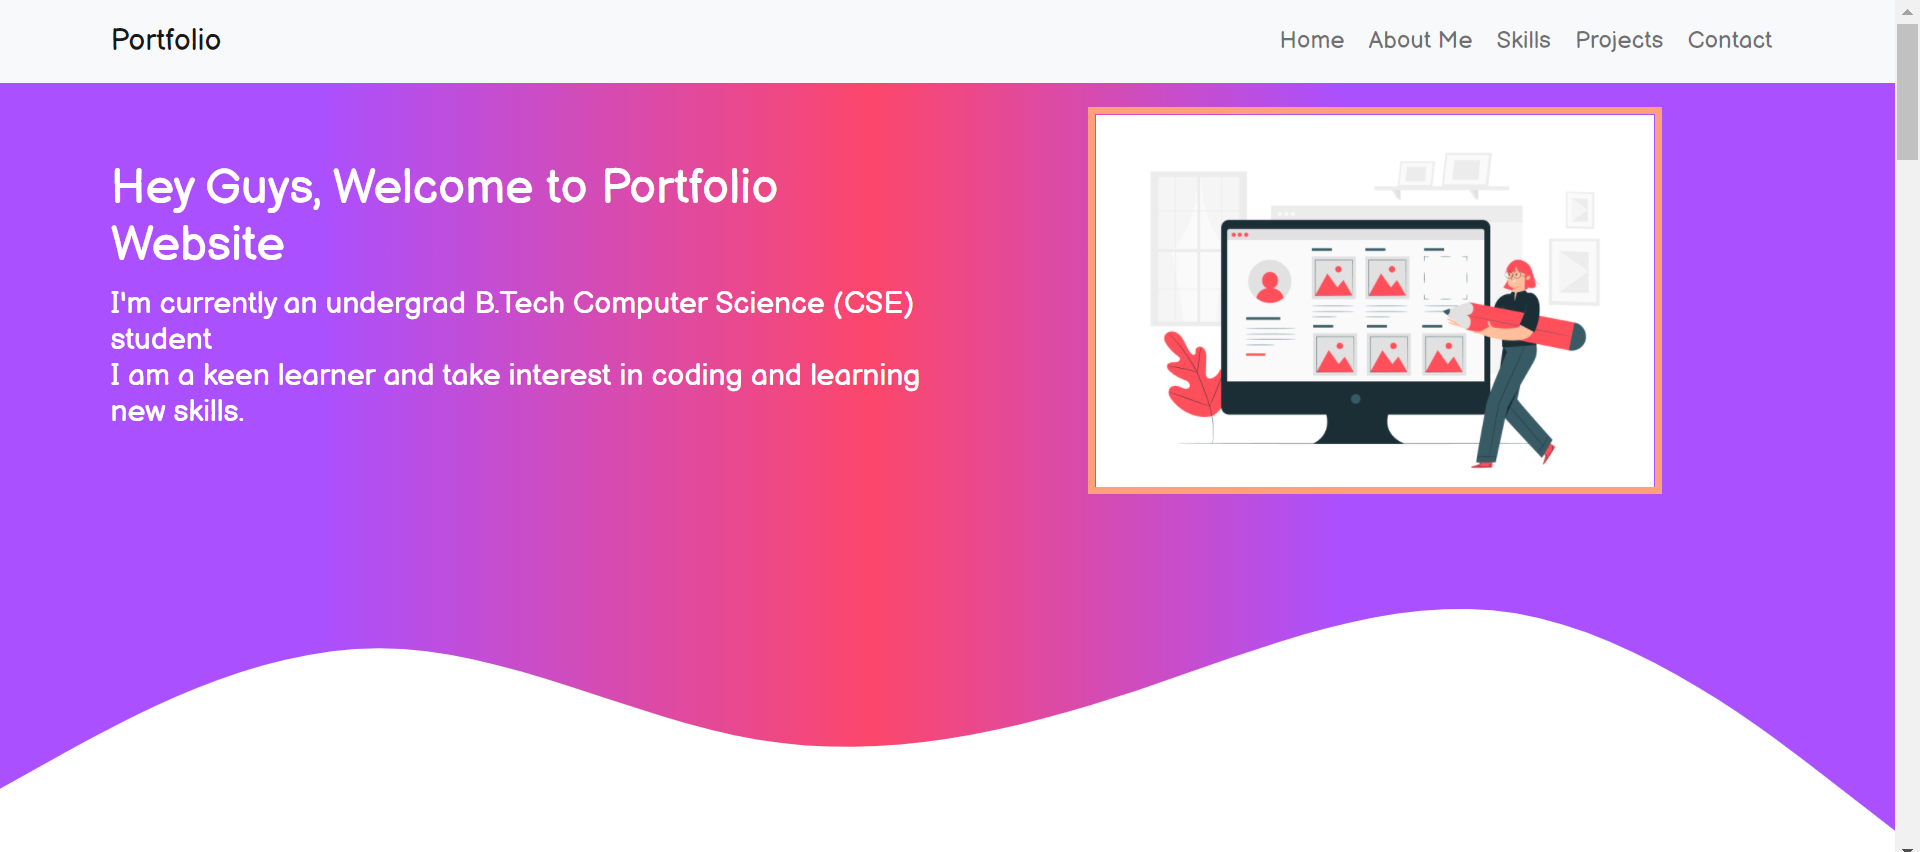 Portfolio
Home About Me Skills Projects Contact
Hey Guys, Welcome to Portfolio
Website
I'm currently an undergrad B.Tech Computer Science (CSE)
student
I am a keen learner and take interest in coding and learning
new skills.